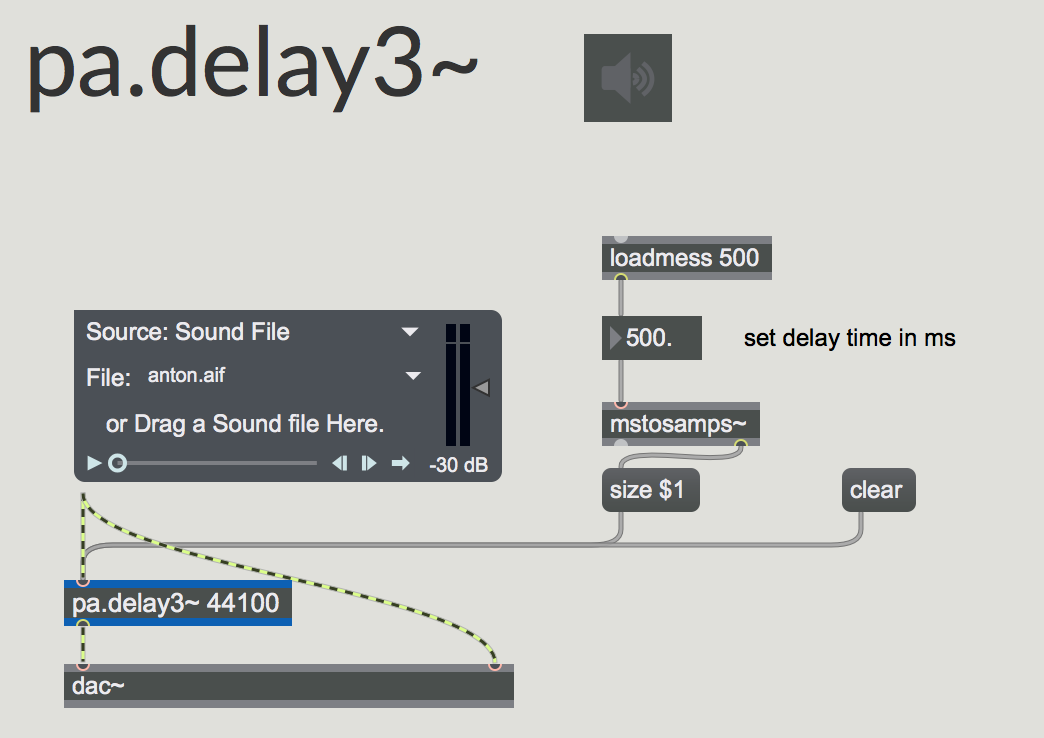 pa.delay3~
loadmess 500
500.
set delay time in ms
mstosamps~
size $1
clear
Source: Sound File
File: anton.aif
or Drag a Sound file Here.
-30 dB
pa.delay3~ 44100
dac~